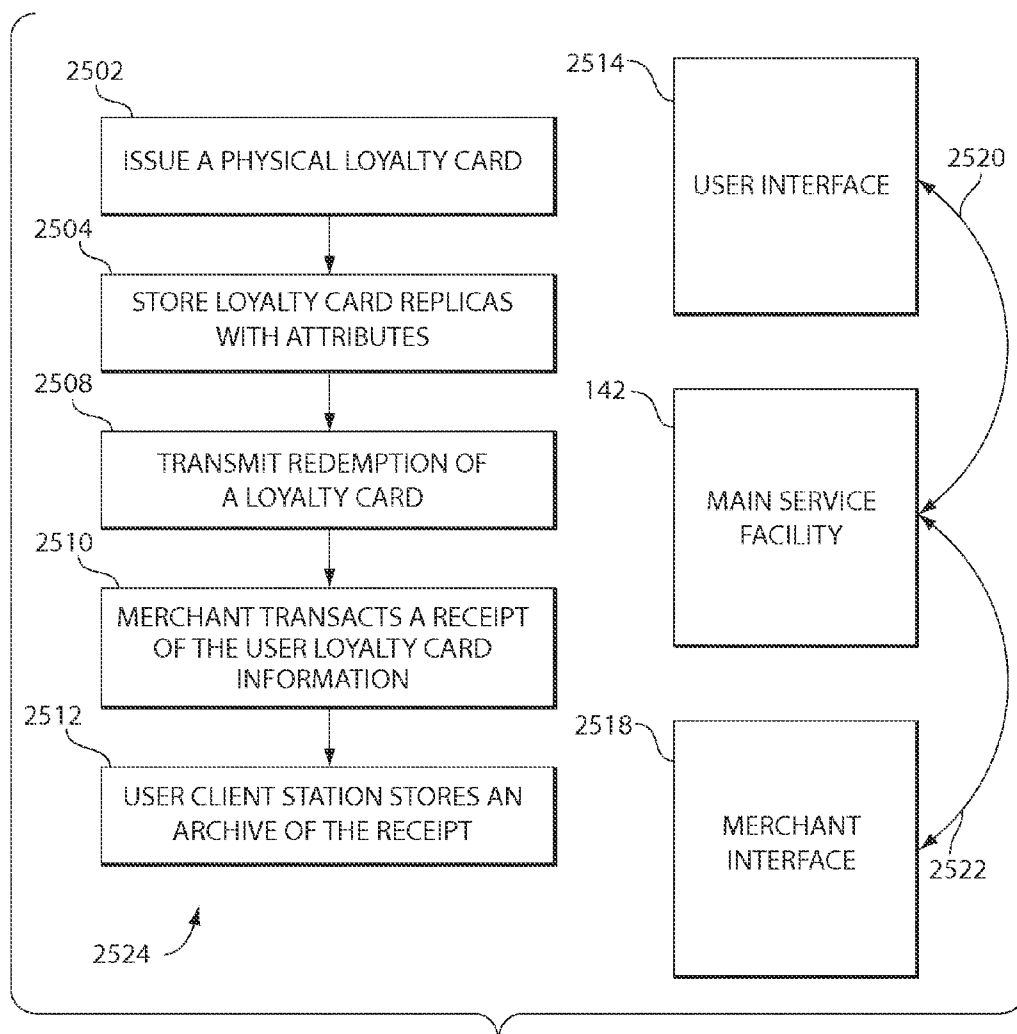 2502
ISSUE A PHYSICAL LOYALTY CARD
2504
STORE LOYALTY CARD REPLICAS
WITH ATTRIBUTES
2508
TRANSMIT REDEMPTION OF
A LOYALTY CARD
2510
MERCHANT TRANSACTS A RECEIPT
OF THE USER LOYALTY CARD
INFORMATION
2512
USER CLIENT STATION STORES AN
ARCHIVE OF THE RECEIPT
2524
2514
USER INTERFACE
2520
142
MAIN SERVICE
FACILITY
2518
MERCHANT
INTERFACE
2522